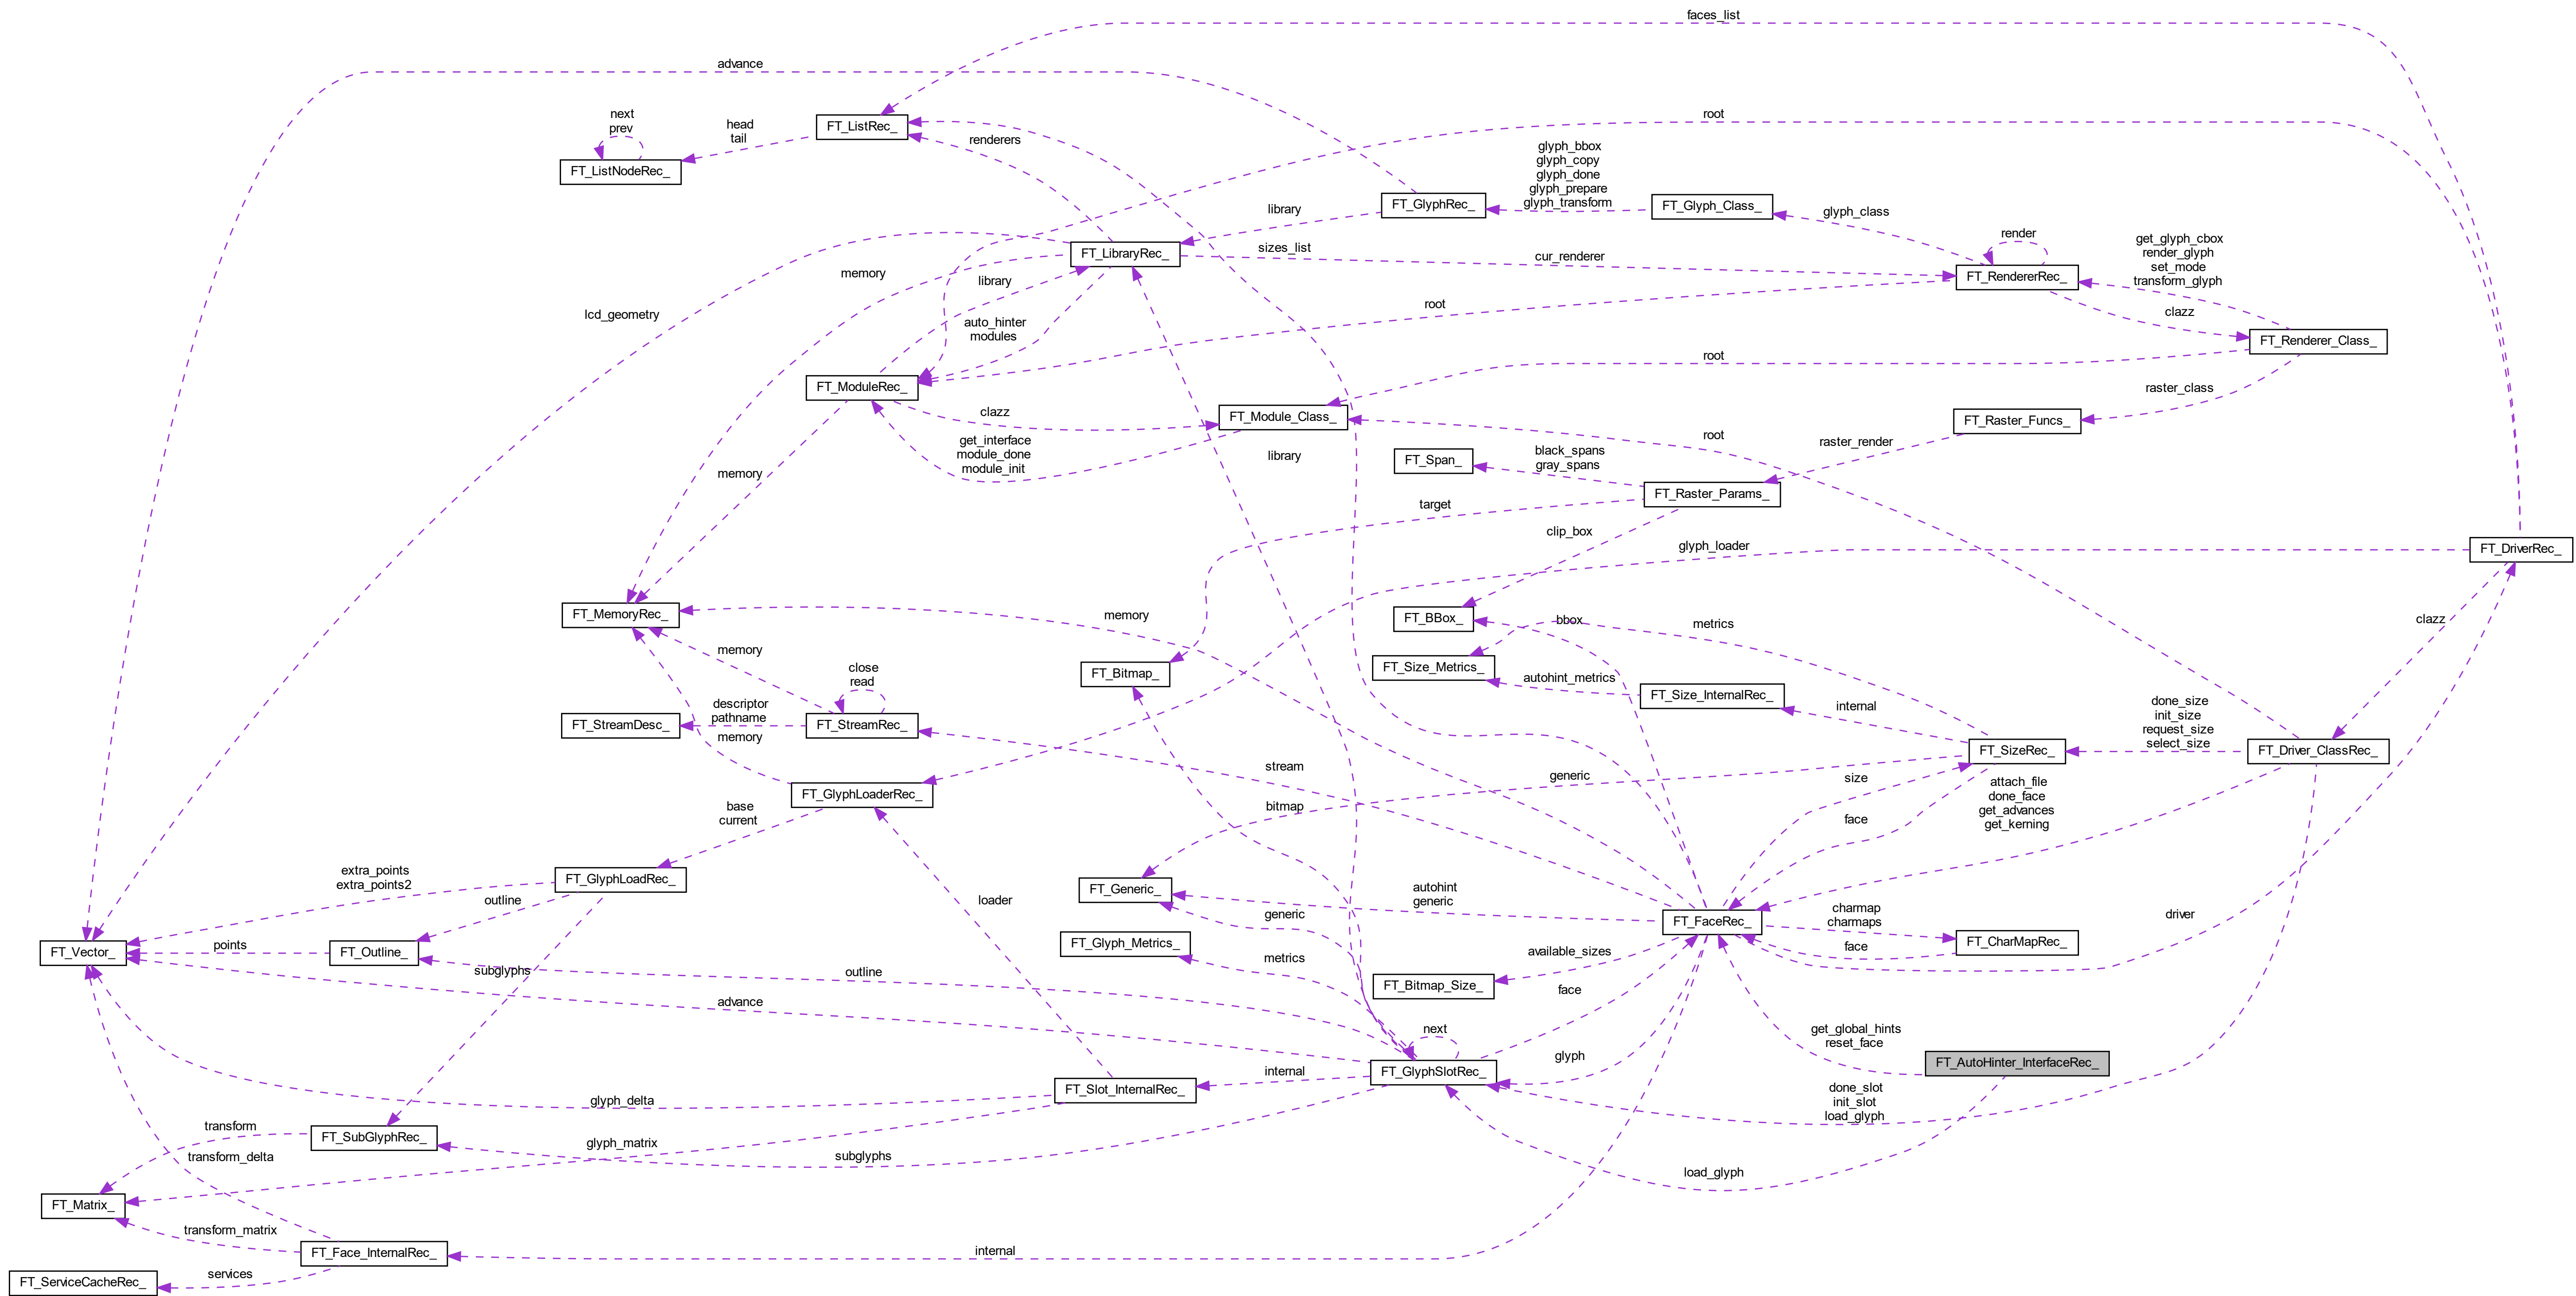 faces_list
advance
root
next
prev
head
tail
FT_ListRec_
renderers
FT_ListNodeRec_
glyph_bbox
glyph_copy
glyph_done
glyph_prepare
glyph_transform
FT_GlyphRec_
FT_Glyph_Class_
library
glyph_class
render
get_glyph_cbox
render_glyph
set_mode
transform_glyph
FT_LibraryRec_
sizes_list
cur_renderer
FT_RendererRec_
memory
library
root
clazz
lcd_geometry
auto_hinter
modules
FT_Renderer_Class_
root
FT_ModuleRec_
raster_class
clazz
FT_Module_Class_
FT_Raster_Funcs_
get_interface
module_done
module_init
root
raster_render
memory
library
FT_Span_
black_spans
gray_spans
FT_Raster_Params_
target
clip_box
glyph_loader
FT_DriverRec_
FT_MemoryRec_
memory
FT_BBox_
bbox
metrics
clazz
memory
close
read
FT_Bitmap_
FT_Size_Metrics_
autohint_metrics
FT_Size_InternalRec_
internal
descriptor
pathname
FT_StreamDesc_
FT_StreamRec_
memory
done_size
init_size
request_size
select_size
FT_SizeRec_
FT_Driver_ClassRec_
stream
generic
size
attach_file
done_face
get_advances
get_kerning
FT_GlyphLoaderRec_
base
current
bitmap
face
extra_points
extra_points2
FT_GlyphLoadRec_
FT_Generic_
autohint
generic
outline
loader
generic
FT_FaceRec_
charmap
charmaps
driver
FT_Vector_
points
FT_Outline_
FT_Glyph_Metrics_
face
FT_CharMapRec_
subglyphs
outline
metrics
available_sizes
FT_Bitmap_Size_
advance
face
next
get_global_hints
reset_face
glyph
FT_AutoHinter_InterfaceRec_
internal
FT_GlyphSlotRec_
FT_Slot_InternalRec_
glyph_delta
done_slot
init_slot
load_glyph
transform
FT_SubGlyphRec_
glyph_matrix
subglyphs
transform_delta
load_glyph
FT_Matrix_
transform_matrix
FT_Face_InternalRec_
internal
services
FT_ServiceCacheRec_